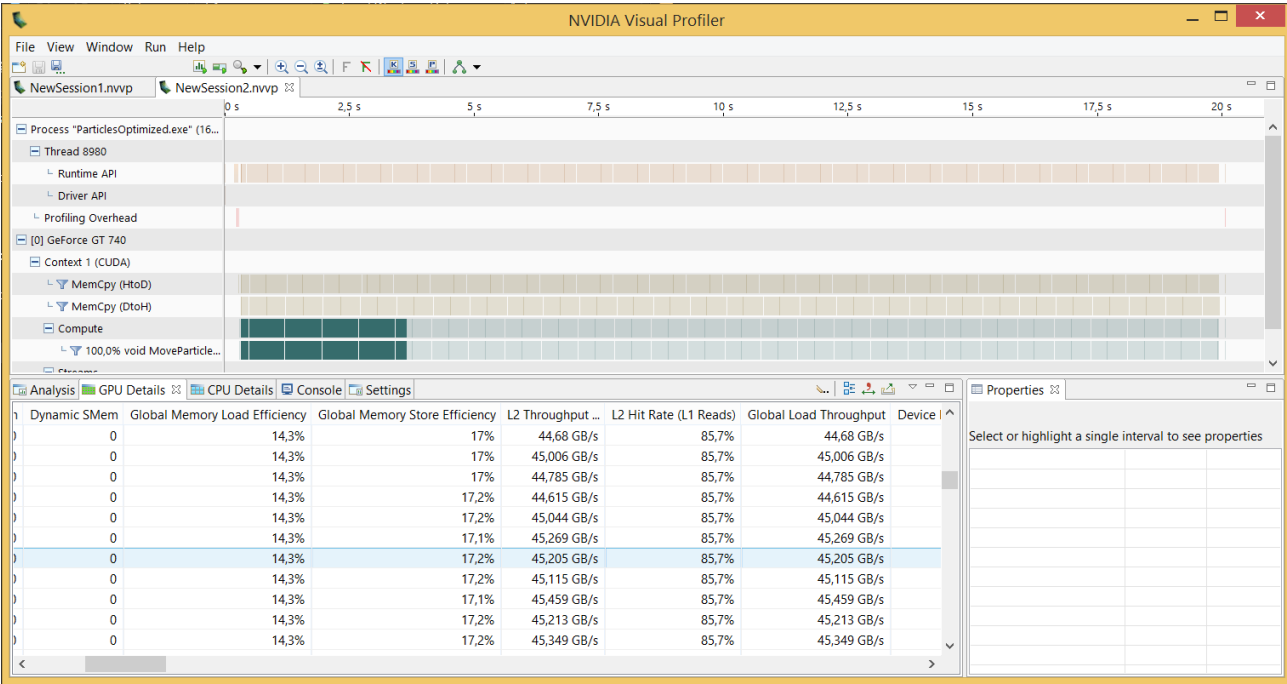 NVIDIA Visual Profiler
File View Window Run Help
NewSession1.nvvp NewSession2.nvvp
0 s 2,5 s 5 s 7,5 s 10 s 12,5 s 15 s 17,5 s 20 s
Process "ParticlesOptimized.exe" (16...
Thread 8980
Runtime API
Driver API
Profiling Overhead
[0] GeForce GT 740
Context 1 (CUDA)
MemCpy (HtoD)
MemCpy (DtoH)
Compute
100,0% void MoveParticle...
Streams
Analysis GPU Details CPU Details Console Settings
Properties
Dynamic SMem Global Memory Load Efficiency Global Memory Store Efficiency L2 Throughput ... L2 Hit Rate (L1 Reads) Global Load Throughput Device
Select or highlight a single interval to see properties
0 14,3% 17% 44,68 GB/s 85,7% 44,68 GB/s
0 14,3% 17% 45,006 GB/s 85,7% 45,006 GB/s
0 14,3% 17% 44,785 GB/s 85,7% 44,785 GB/s
0 14,3% 17,2% 44,615 GB/s 85,7% 44,615 GB/s
0 14,3% 17,2% 45,044 GB/s 85,7% 45,044 GB/s
0 14,3% 17,1% 45,269 GB/s 85,7% 45,269 GB/s
0 14,3% 17,2% 45,205 GB/s 85,7% 45,205 GB/s
0 14,3% 17,2% 45,115 GB/s 85,7% 45,115 GB/s
0 14,3% 17,1% 45,459 GB/s 85,7% 45,459 GB/s
0 14,3% 17,2% 45,213 GB/s 85,7% 45,213 GB/s
0 14,3% 17,2% 45,349 GB/s 85,7% 45,349 GB/s